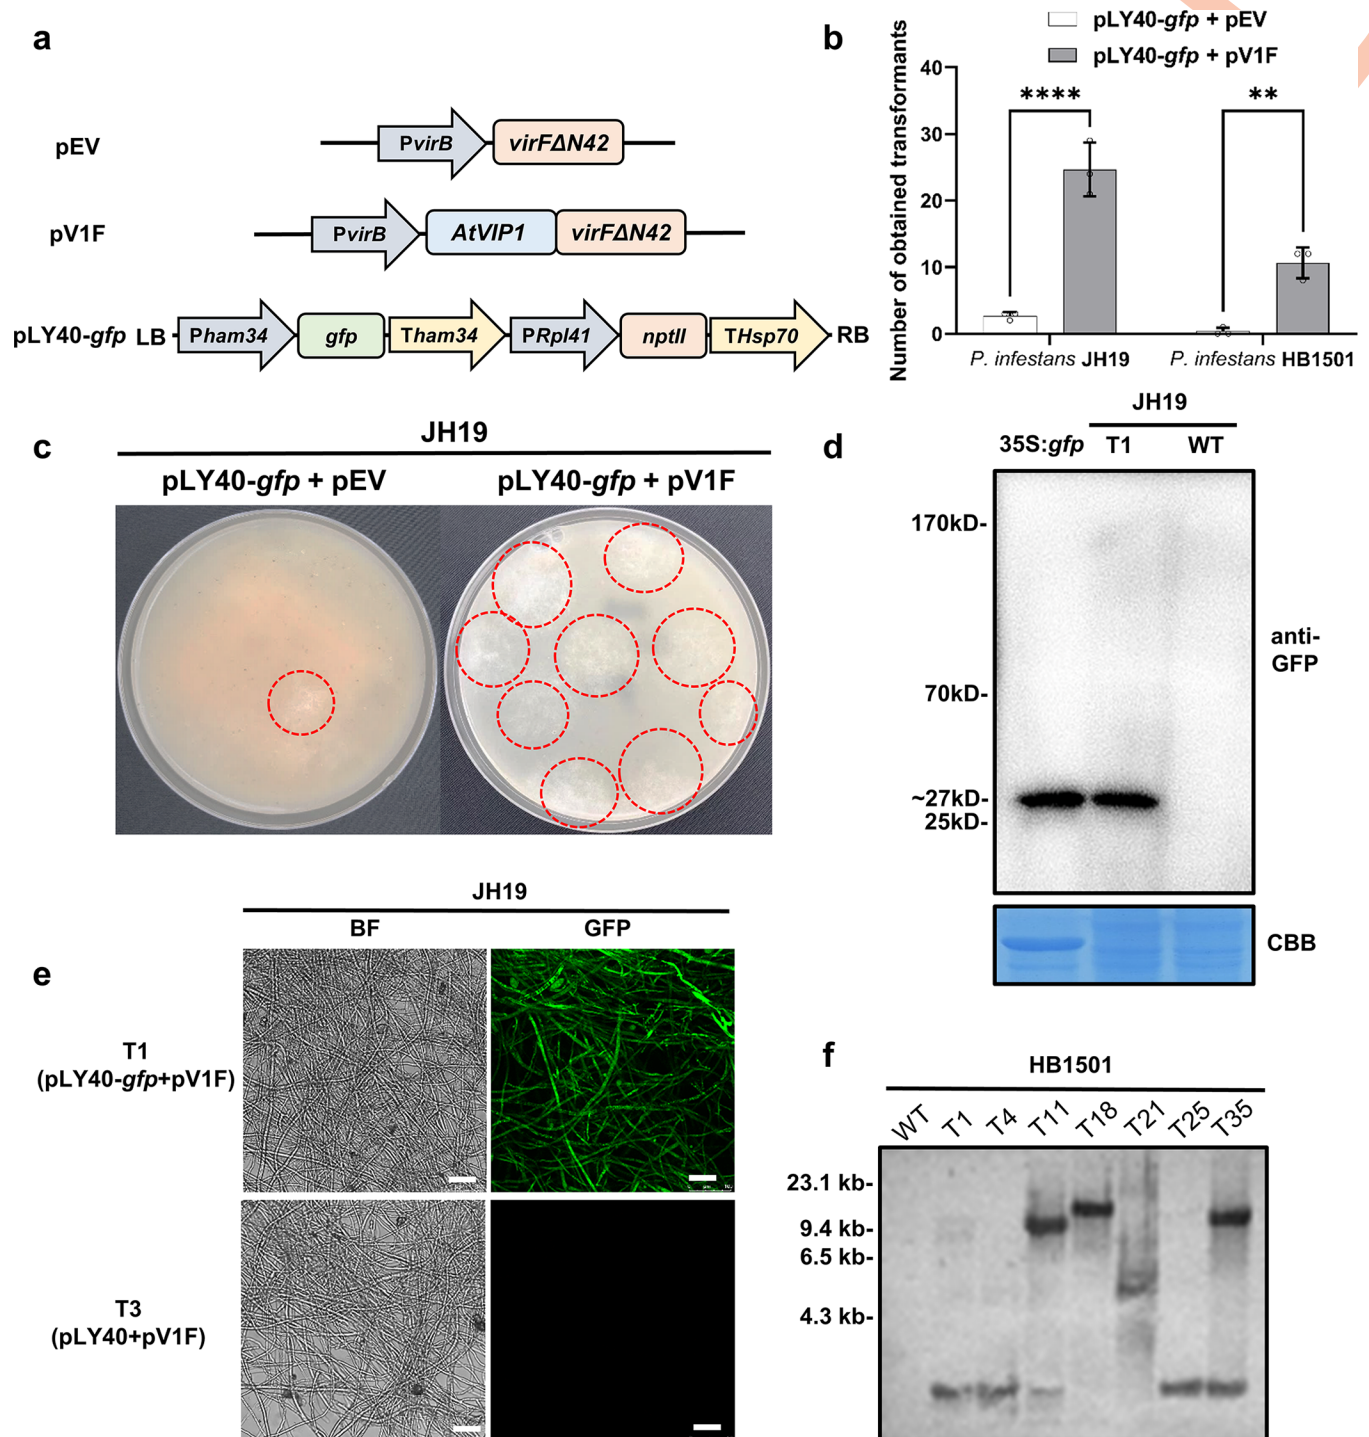 a
pEV
PvirB
virFΔN42
pV1F
PvirB
AtVIP1
virFΔN42
pLY40-gfp
LB
Pham34
gfp
Tham34
PRpl41
nptII
THsp70
RB
b
pLY40-gfp + pEV
pLY40-gfp + pV1F
Number of obtained transformants
40
30
20
10
0
****
**
P. infestans JH19
P. infestans HB1501
c
JH19
pLY40-gfp + pEV
pLY40-gfp + pV1F
d
JH19
35S:gfp
T1
WT
170kD-
70kD-
~27kD-
25kD-
anti-
GFP
CBB
e
JH19
BF
GFP
T1
(pLY40-gfp+pV1F)
T3
(pLY40+pV1F)
f
HB1501
WT
T1
T4
T11
T18
T21
T25
T35
23.1 kb-
9.4 kb-
6.5 kb-
4.3 kb-